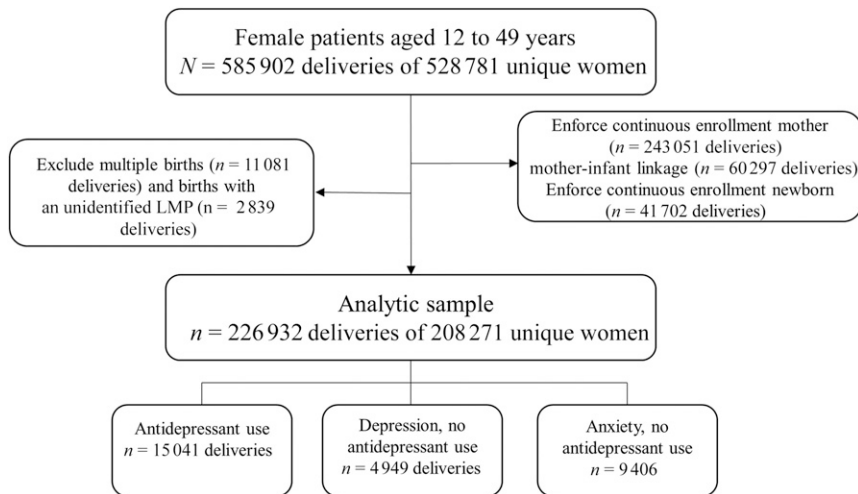 Female patients aged 12 to 49 years
N = 585 902 deliveries of 528 781 unique women
Enforce continuous enrollment mother
(n = 243 051 deliveries)
mother-infant linkage (n = 60 297 deliveries)
Enforce continuous enrollment newborn
(n = 41 702 deliveries)
Exclude multiple births (n = 11 081
deliveries) and births with
an unidentified LMP (n = 2 839
deliveries)
Analytic sample
n = 226 932 deliveries of 208 271 unique women
Antidepressant use
n = 15 041 deliveries
Depression, no
antidepressant use
n = 4 949 deliveries
Anxiety, no
antidepressant use
n = 9 406